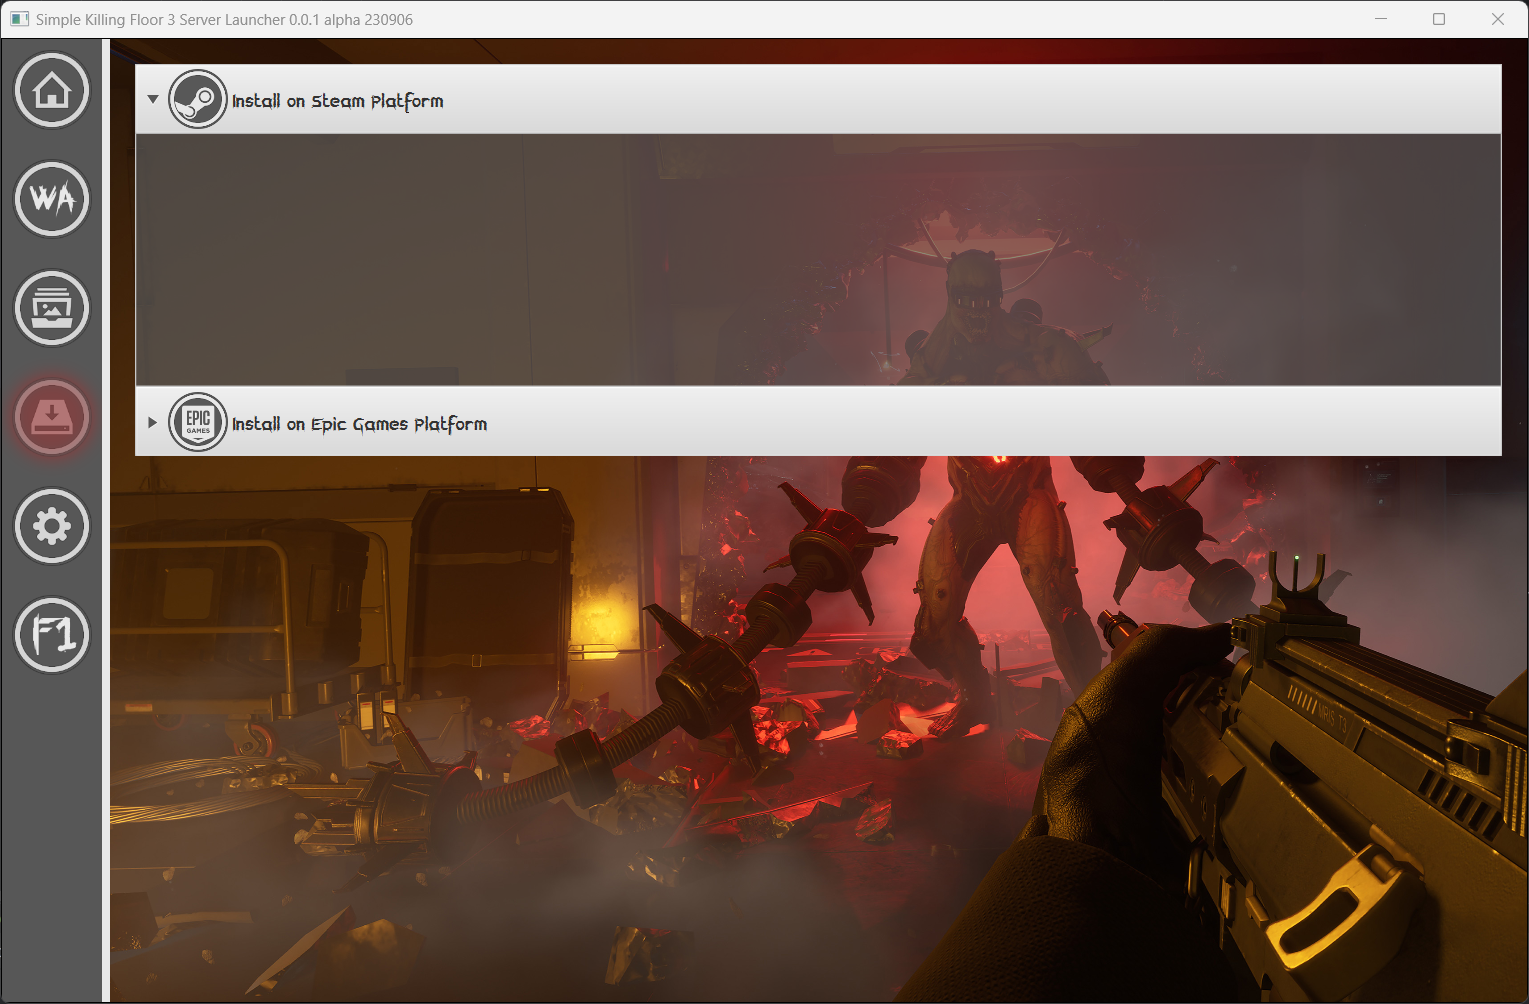 Simple Killing Floor 3 Server Launcher 0.0.1 alpha 230906
Install on Steam Platform
WA
EPIC
GAMES
Install on Epic Games Platform
F1